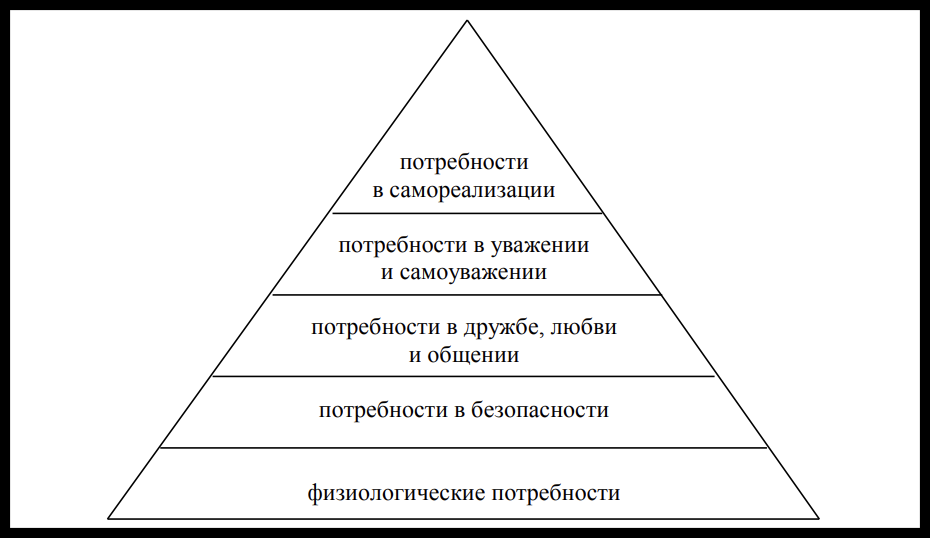 потребности
в самореализации
потребности в уважении
и самоуважении
потребности в дружбе, любви
и общении
потребности в безопасности
физиологические потребности